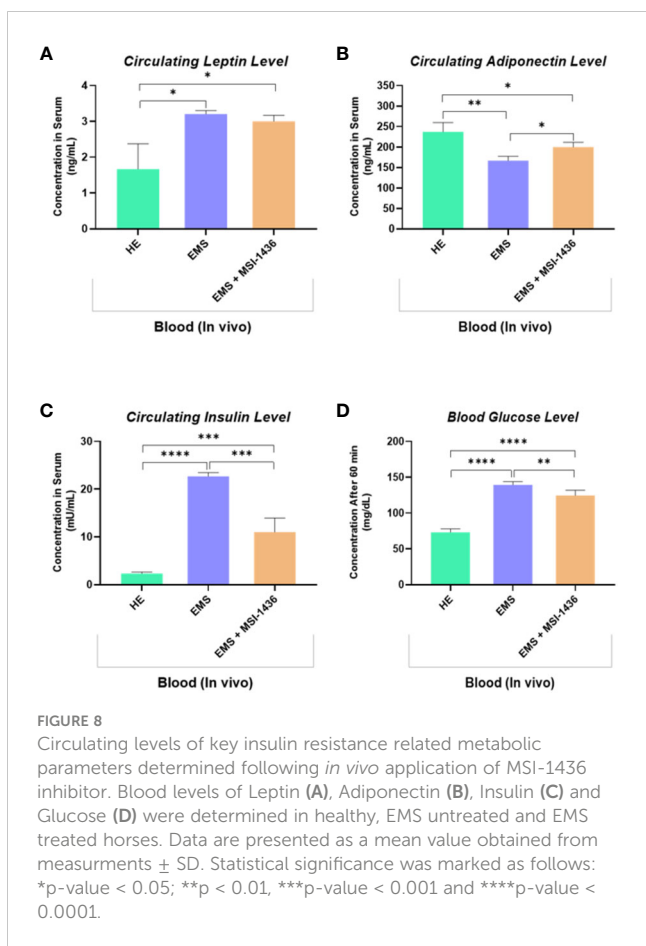 A
Circulating Leptin Level
Concentration in Serum
(ng/mL)
4
3
2
1
0
*
*
HE
EMS
EMS + MSI-1436
Blood (In vivo)
B
Circulating Adiponectin Level
Concentration in Serum
(ng/mL)
350
300
250
200
150
100
50
0
*
**
*
HE
EMS
EMS + MSI-1436
Blood (In vivo)
C
Circulating Insulin Level
Concentration in Serum
(mU/mL)
30
20
10
0
***
****
***
HE
EMS
EMS + MSI-1436
Blood (In vivo)
D
Blood Glucose Level
Concentration After 60 min
(mg/dL)
200
150
100
50
0
****
****
**
HE
EMS
EMS + MSI-1436
Blood (In vivo)
FIGURE 8
Circulating levels of key insulin resistance related metabolic
parameters determined following in vivo application of MSI-1436
inhibitor. Blood levels of Leptin (A), Adiponectin (B), Insulin (C) and
Glucose (D) were determined in healthy, EMS untreated and EMS
treated horses. Data are presented as a mean value obtained from
measurments ± SD. Statistical significance was marked as follows:
*p-value < 0.05; **p < 0.01, ***p-value < 0.001 and ****p-value <
0.0001.